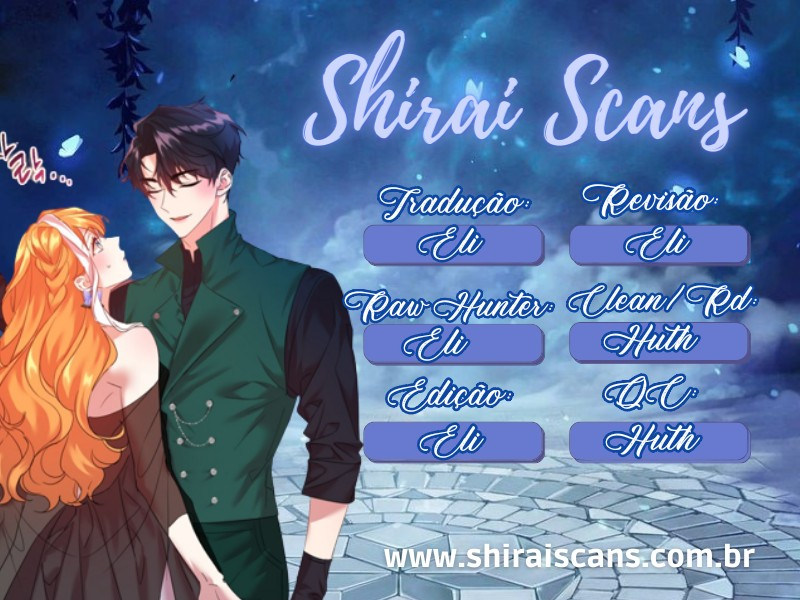 Shirai Scans
Tradução:
Eli
Revisão:
Eli
Raw Hunter:
Eli
Clean/Rd:
Huth
Edição:
Eli
QC:
Huth
www.shiraiscans.com.br